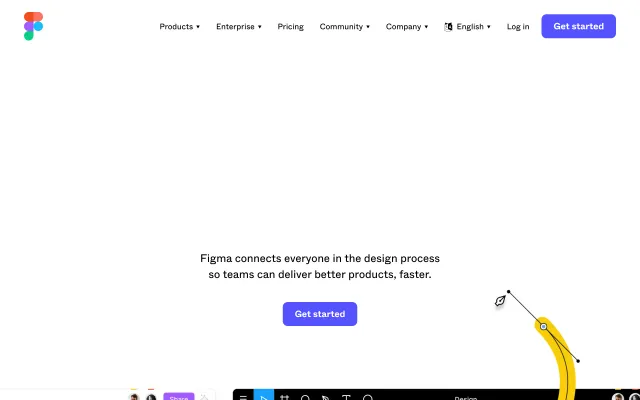 Products ▾ Enterprise ▾ Pricing Community ▾ Company ▾ English ▾ Log in Get started
Figma connects everyone in the design process
so teams can deliver better products, faster.
Get started
Share
Design